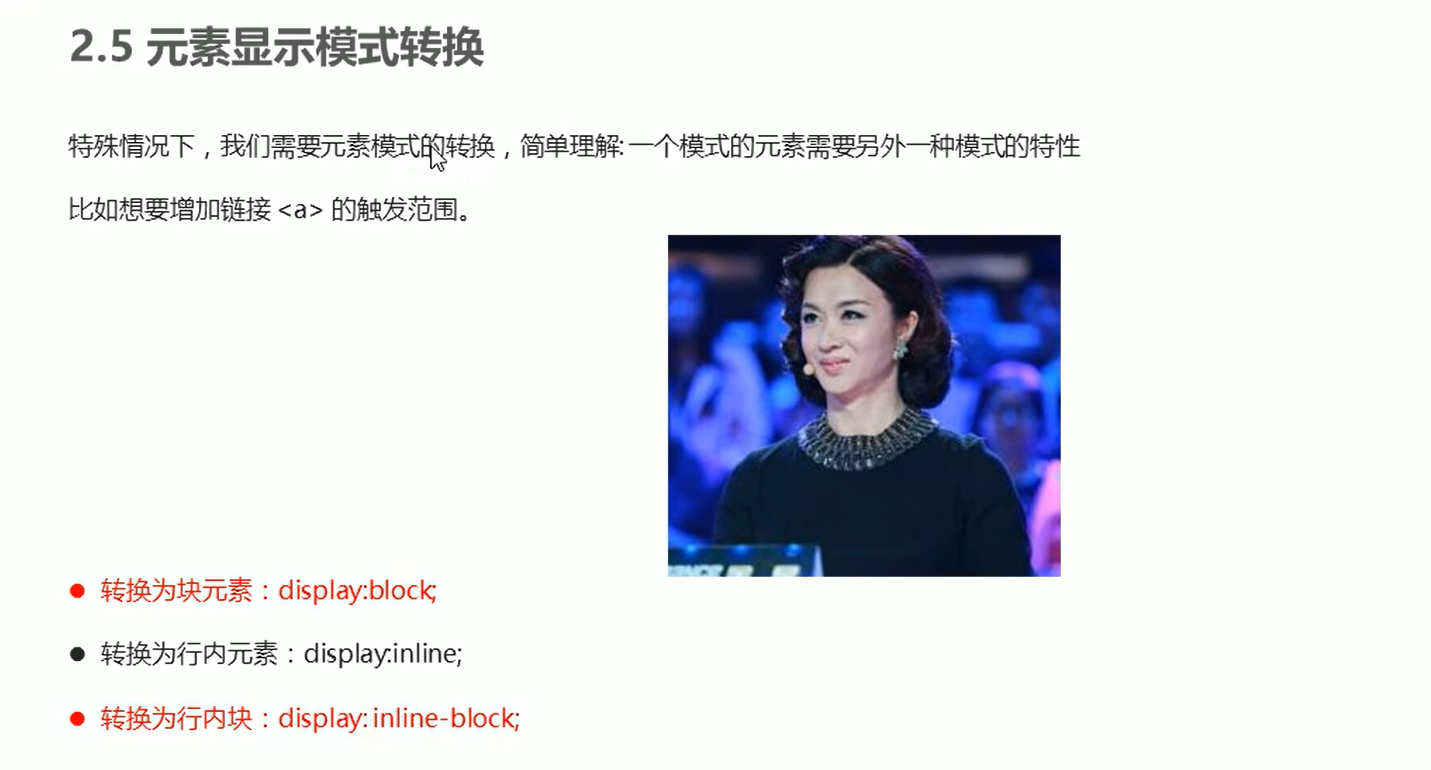 2.5 元素显示模式转换
特殊情况下，我们需要元素模式的转换，简单理解: 一个模式的元素需要另外一种模式的特性
比如想要增加链接 <a> 的触发范围。
转换为块元素：display:block;
转换为行内元素：display:inline;
转换为行内块：display: inline-block;